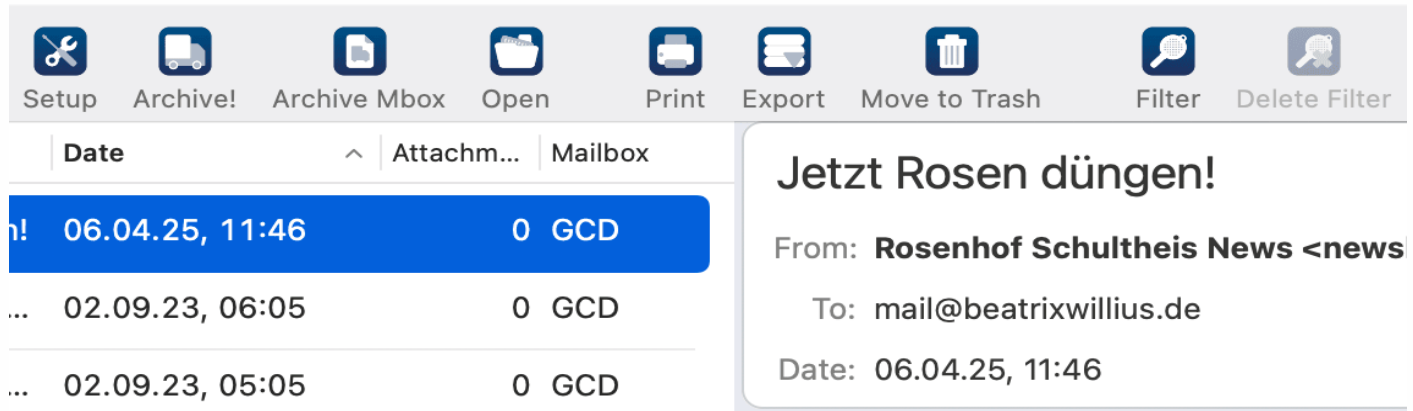 Setup Archive! Archive Mbox Open Print Export Move to Trash Filter Delete Filter
Date Attachm... Mailbox
! 06.04.25, 11:46 0 GCD
... 02.09.23, 06:05 0 GCD
... 02.09.23, 05:05 0 GCD
Jetzt Rosen düngen!
From: Rosenhof Schultheis News <news
To: mail@beatrixwillius.de
Date: 06.04.25, 11:46